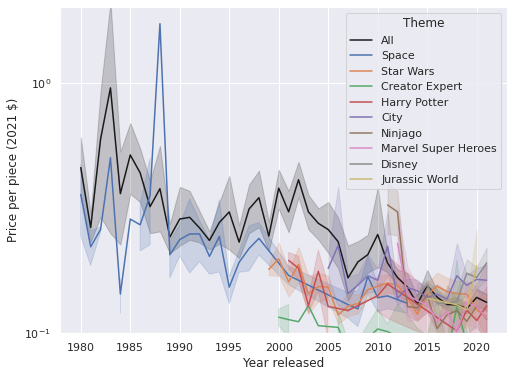 Theme
All
Space
Star Wars
Creator Expert
Harry Potter
City
Ninjago
Marvel Super Heroes
Disney
Jurassic World
Price per piece (2021 $)
10⁰
10⁻¹
1980 1985 1990 1995 2000 2005 2010 2015 2020
Year released